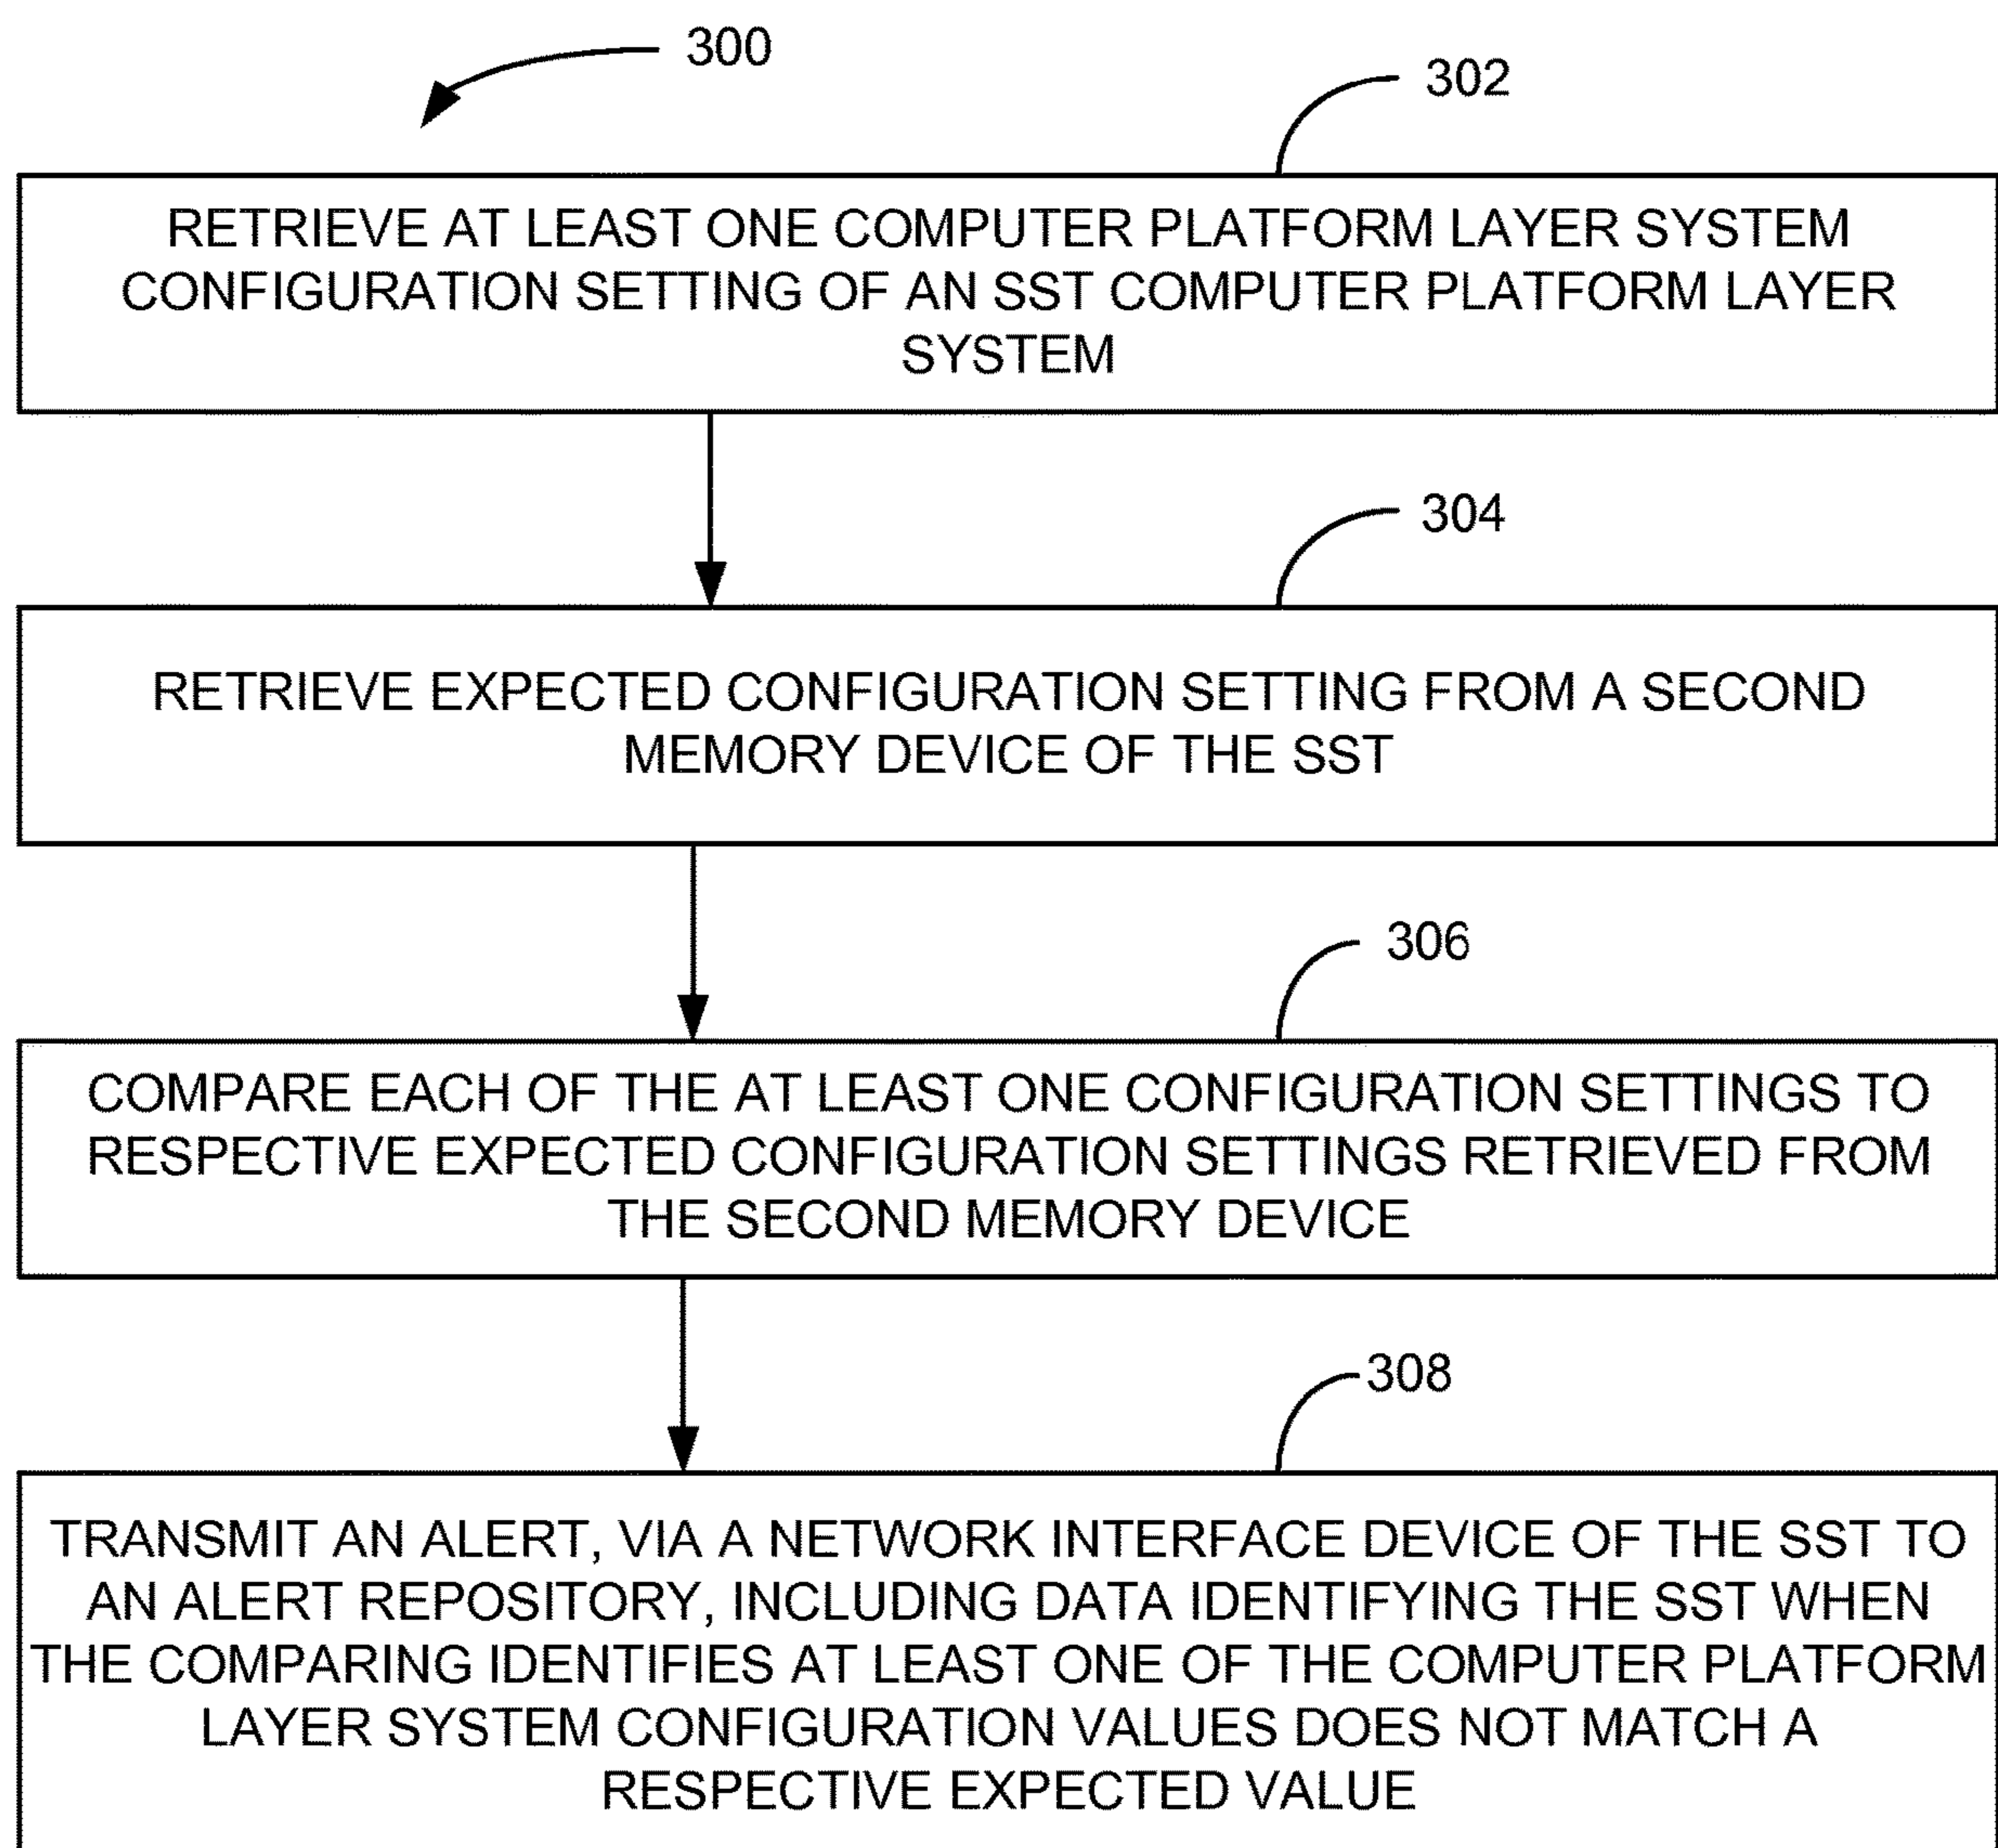 300
302
RETRIEVE AT LEAST ONE COMPUTER PLATFORM LAYER SYSTEM
CONFIGURATION SETTING OF AN SST COMPUTER PLATFORM LAYER
SYSTEM
304
RETRIEVE EXPECTED CONFIGURATION SETTING FROM A SECOND
MEMORY DEVICE OF THE SST
306
COMPARE EACH OF THE AT LEAST ONE CONFIGURATION SETTINGS TO
RESPECTIVE EXPECTED CONFIGURATION SETTINGS RETRIEVED FROM
THE SECOND MEMORY DEVICE
308
TRANSMIT AN ALERT, VIA A NETWORK INTERFACE DEVICE OF THE SST TO
AN ALERT REPOSITORY, INCLUDING DATA IDENTIFYING THE SST WHEN
THE COMPARING IDENTIFIES AT LEAST ONE OF THE COMPUTER PLATFORM
LAYER SYSTEM CONFIGURATION VALUES DOES NOT MATCH A
RESPECTIVE EXPECTED VALUE